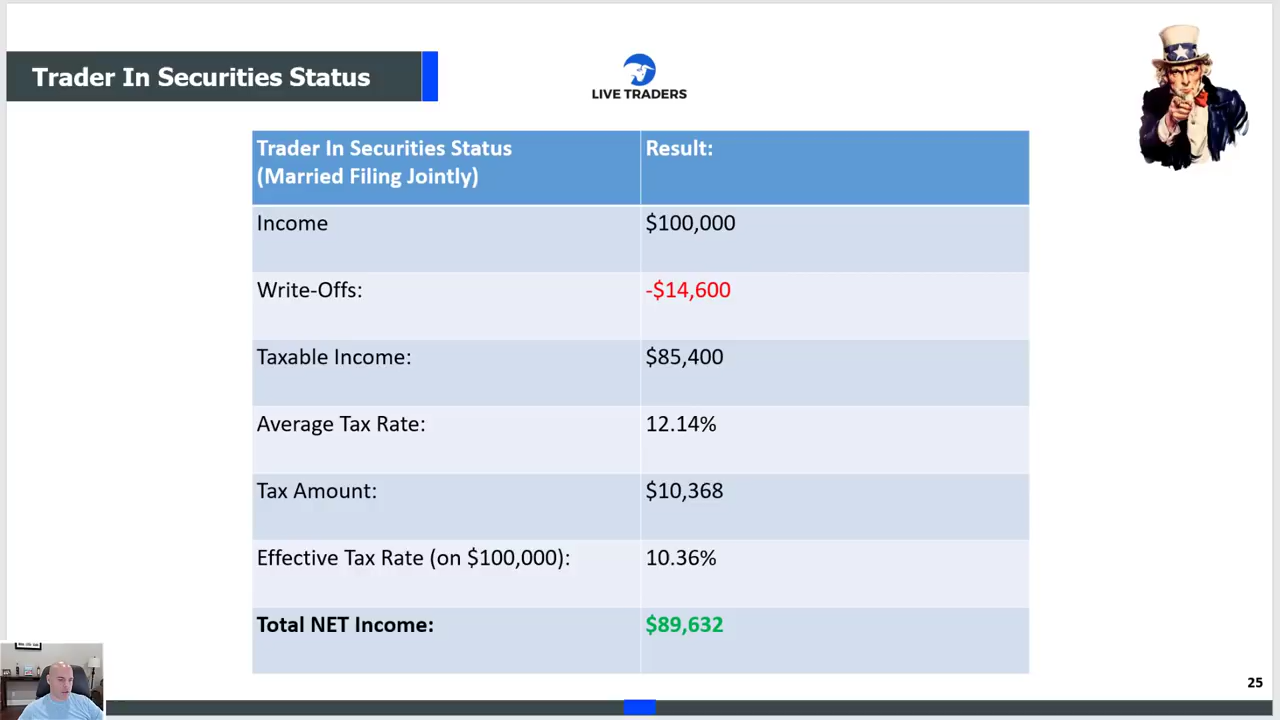 Trader In Securities Status
LIVE TRADERS
Trader In Securities Status
(Married Filing Jointly)
Result:
Income
$100,000
Write-Offs:
-$14,600
Taxable Income:
$85,400
Average Tax Rate:
12.14%
Tax Amount:
$10,368
Effective Tax Rate (on $100,000):
10.36%
Total NET Income:
$89,632
25